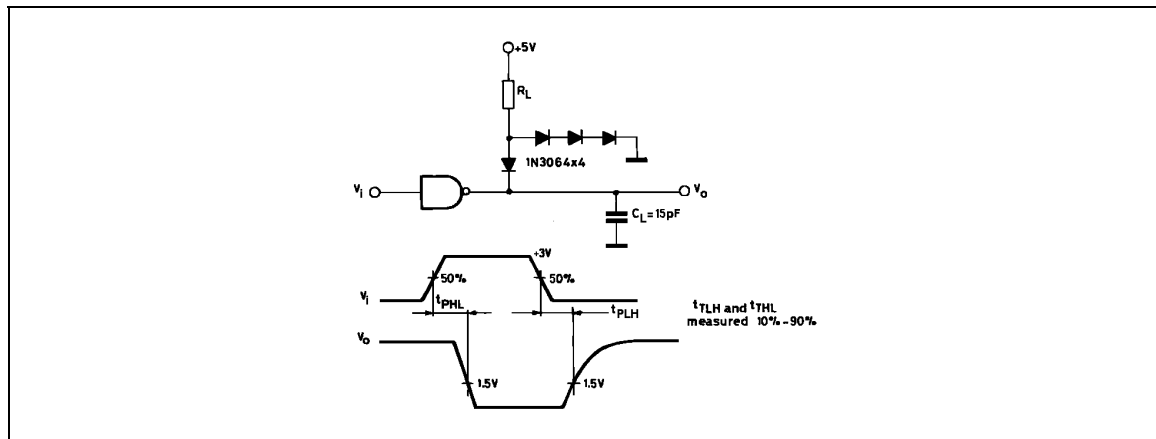 +5V
RL
1N3064x4
Vi
Vo
CL=15pF
+3V
50%
50%
Vi
tPHL
tPLH
tTLH and tTHL
measured 10%-90%
Vo
1.5V
1.5V